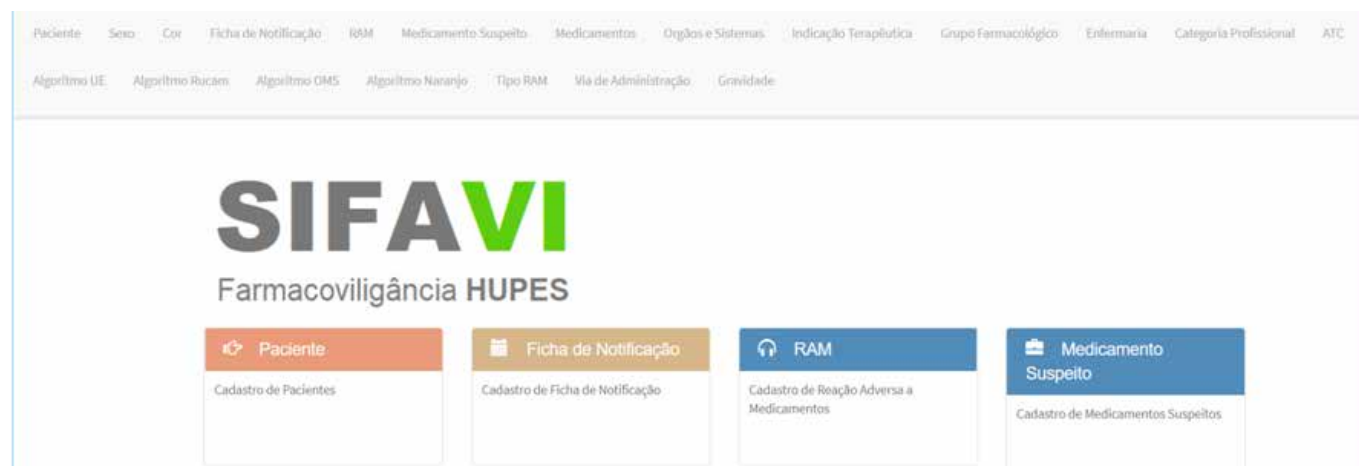 Paciente Sexo Cor Ficha de Notificação RAM Medicamento Suspeito Medicamentos Orgãos e Sistemas Indicação Terapêutica Grupo Farmacológico Enfermaria Categoria Profissional ATC
Algoritmo UE Algoritmo Rucam Algoritmo OMS Algoritmo Naranjo Tipo RAM Via de Administração Gravidade
SIFAVI
Farmacoviligância HUPES
Paciente
Cadastro de Pacientes
Ficha de Notificação
Cadastro de Ficha de Notificação
RAM
Cadastro de Reação Adversa a
Medicamentos
Medicamento
Suspeito
Cadastro de Medicamentos Suspeitos